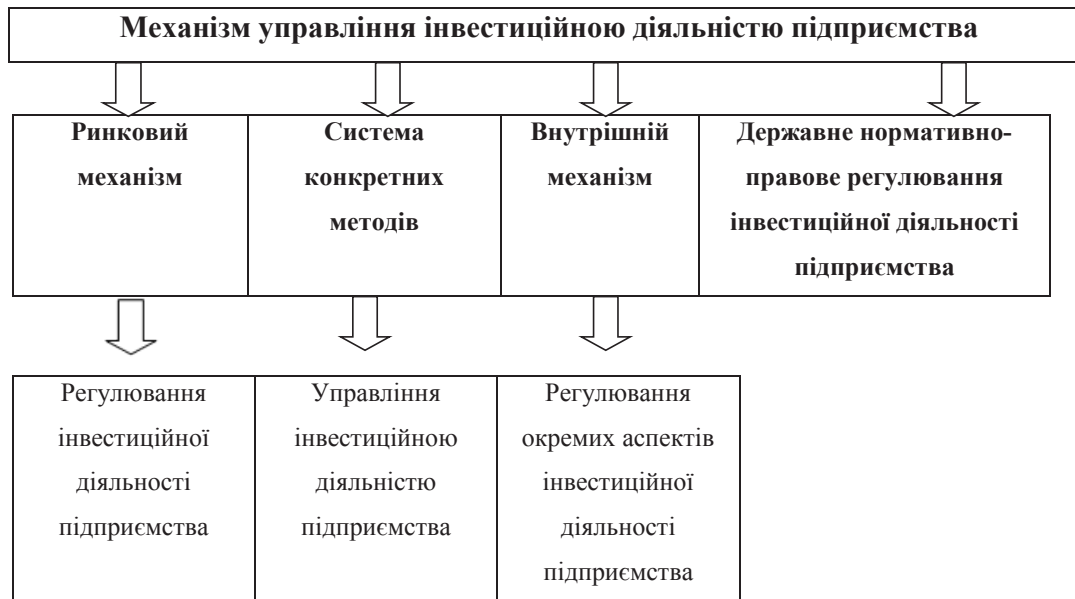 Механізм управління інвестиційною діяльністю підприємства
Ринковий
механізм
Система
конкретних
методів
Внутрішній
механізм
Державне нормативно-
правове регулювання
інвестиційної діяльності
підприємства
Регулювання
інвестиційної
діяльності
підприємства
Управління
інвестиційною
діяльністю
підприємства
Регулювання
окремих аспектів
інвестиційної
діяльності
підприємства